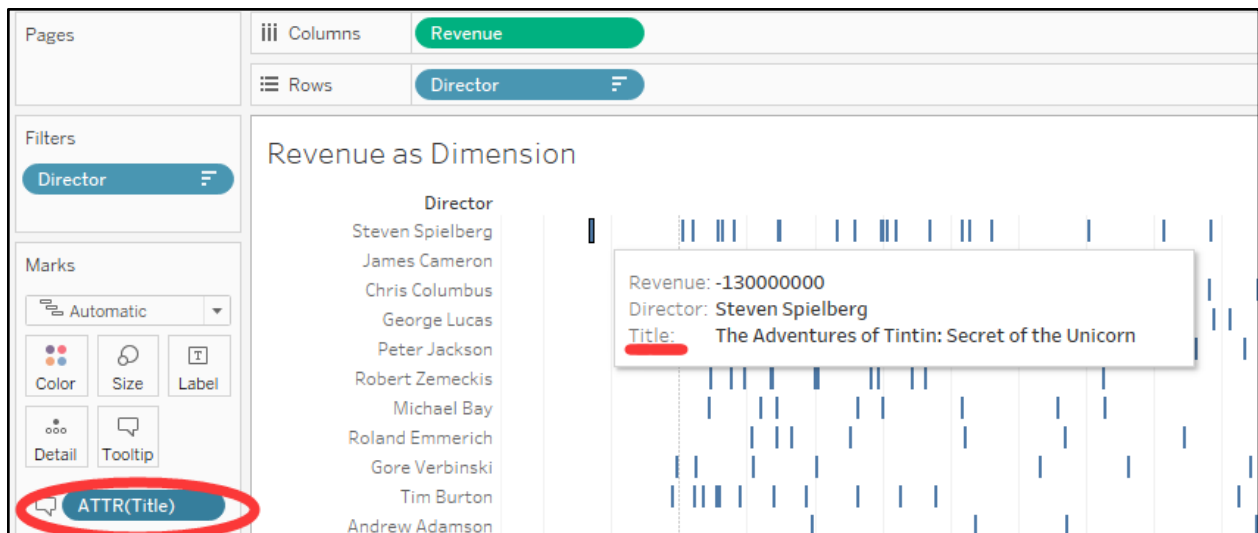 Pages
Columns
Revenue
Rows
Director
Filters
Director
Marks
Automatic
Color
Size
Label
Detail
Tooltip
ATTR(Title)
Revenue as Dimension
Director
Steven Spielberg
James Cameron
Chris Columbus
George Lucas
Peter Jackson
Robert Zemeckis
Michael Bay
Roland Emmerich
Gore Verbinski
Tim Burton
Andrew Adamson
Revenue: -130000000
Director: Steven Spielberg
Title: The Adventures of Tintin: Secret of the Unicorn